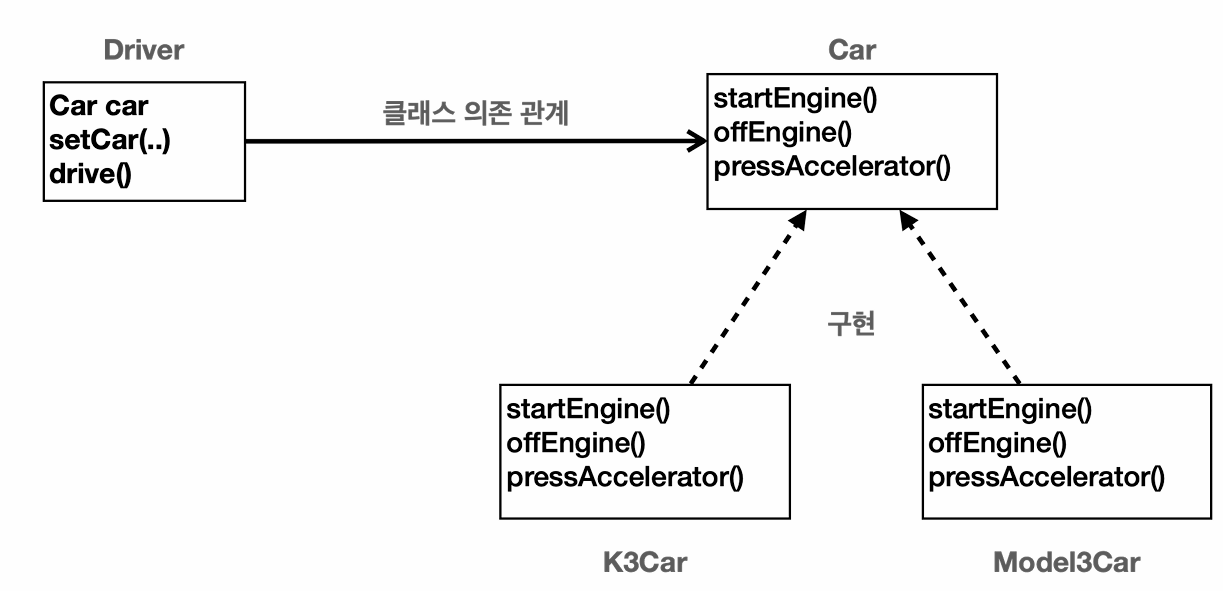 Driver
Car car
setCar(..)
drive()
클래스 의존 관계
Car
startEngine()
offEngine()
pressAccelerator()
구현
startEngine()
offEngine()
pressAccelerator()
K3Car
startEngine()
offEngine()
pressAccelerator()
Model3Car